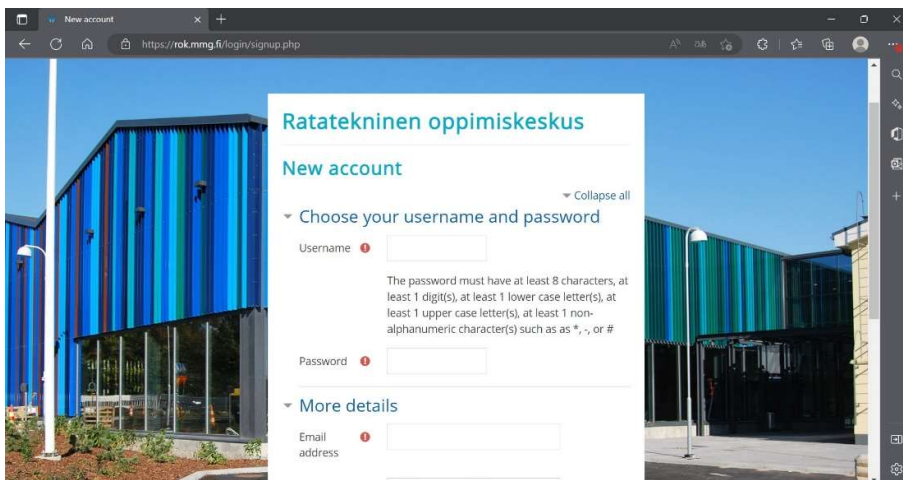 New account
https://rok.mmg.fi/login/signup.php
Ratatekninen oppimiskeskus
New account
Collapse all
Choose your username and password
Username
The password must have at least 8 characters, at
least 1 digit(s), at least 1 lower case letter(s), at
least 1 upper case letter(s), at least 1 non-
alphanumeric character(s) such as as *, -, or #
Password
More details
Email
address